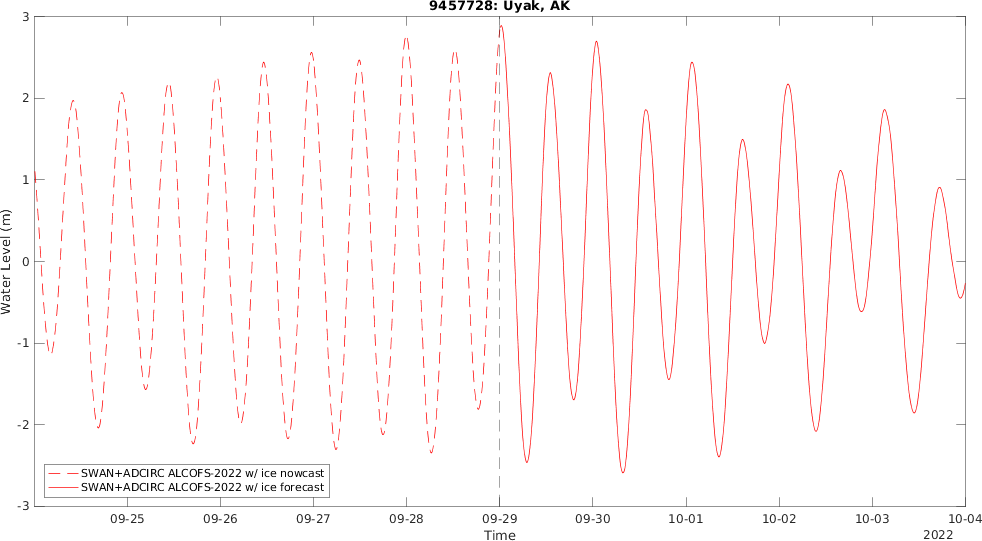 9457728: Uyak, AK
3
2
1
0
-1
-2
-3
Water Level (m)
SWAN+ADCIRC ALCOFS-2022 w/ ice nowcast
SWAN+ADCIRC ALCOFS-2022 w/ ice forecast
09-25 09-26 09-27 09-28 09-29 09-30 10-01 10-02 10-03 10-04
Time
2022